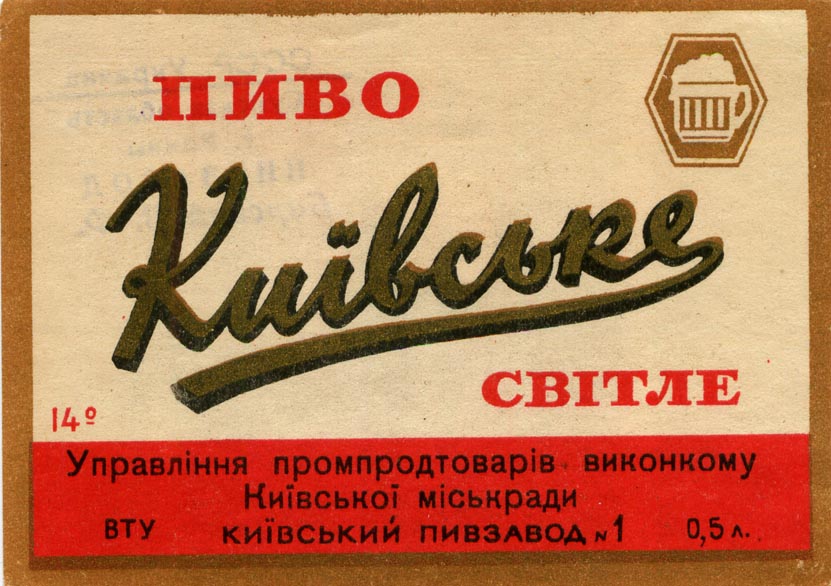 ПИВО
Київське
СВІТЛЕ
14º
Управління промпродтоварів виконкому
Київської міськради
ВТУ КИЇВСЬКИЙ ПИВЗАВОД №1 0,5 л.